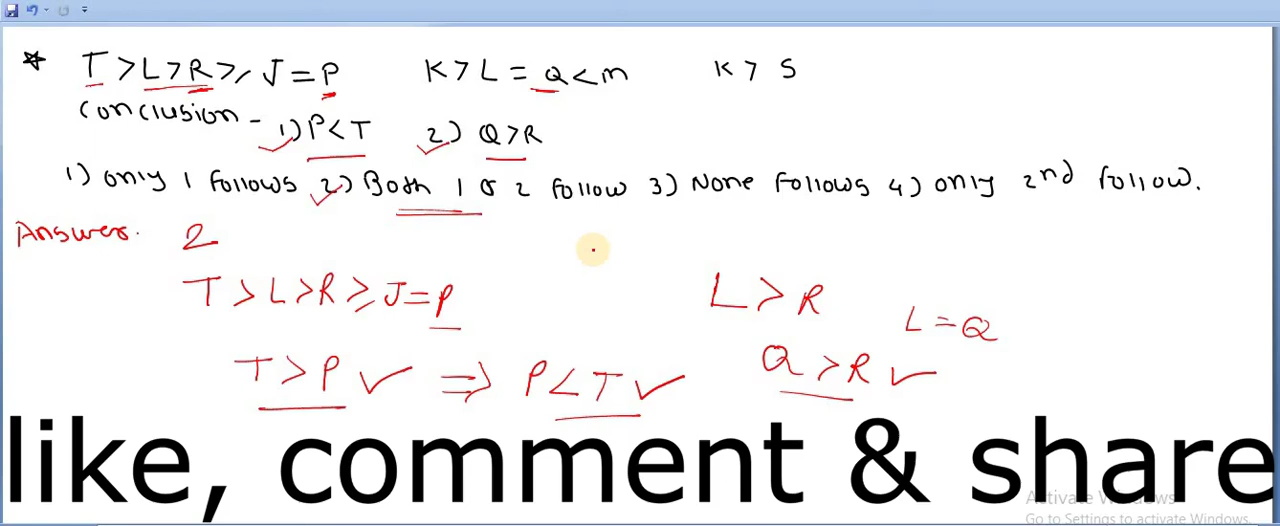 T > L > R ≥ J = P K > L = Q < m K > S
Conclusion - 1) P < T 2) Q > R
1) only 1 follows 2) Both 1 & 2 follow 3) None follows 4) only 2nd follow.
Answer. 2
T > L > R ≥ J = P L > R
L = Q
T > P ✓ ⇒ P < T ✓ Q > R ✓
like, comment & share
Activate Windows
Go to Settings to activate Windows.